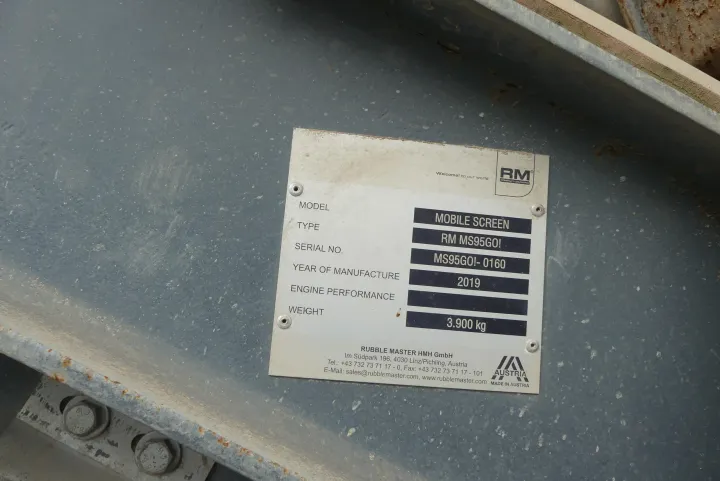 RM
MODEL MOBILE SCREEN
TYPE RM MS95GO!
SERIAL NO. MS95GO!- 0160
YEAR OF MANUFACTURE 2019
ENGINE PERFORMANCE
WEIGHT 3.900 kg
RUBBLE MASTER HMH GmbH
Im Südpark 196, 4030 Linz/Pichling, Austria
Tel.: +43 732 73 71 17 - 0, Fax: +43 732 73 71 17 - 101
E-Mail: sales@rubblemaster.com, www.rubblemaster.com
AUSTRIA
MADE IN AUSTRIA